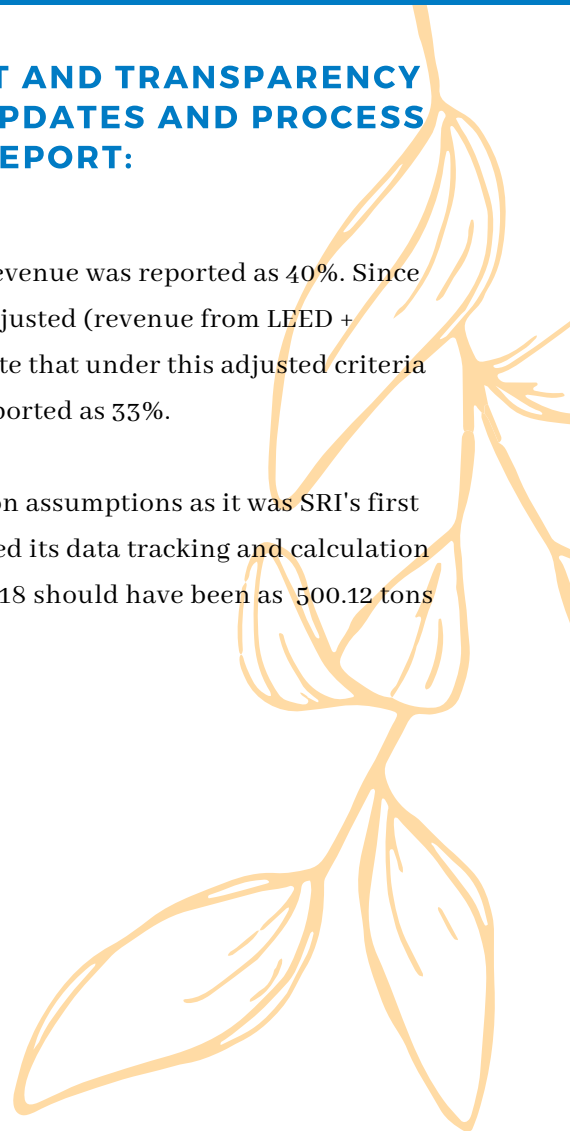 T AND TRANSPARENCY
PDATES AND PROCESS
EPORT:
evenue was reported as 40%. Since
justed (revenue from LEED +
te that under this adjusted criteria
ported as 33%.
on assumptions as it was SRI's first
ed its data tracking and calculation
18 should have been as 500.12 tons